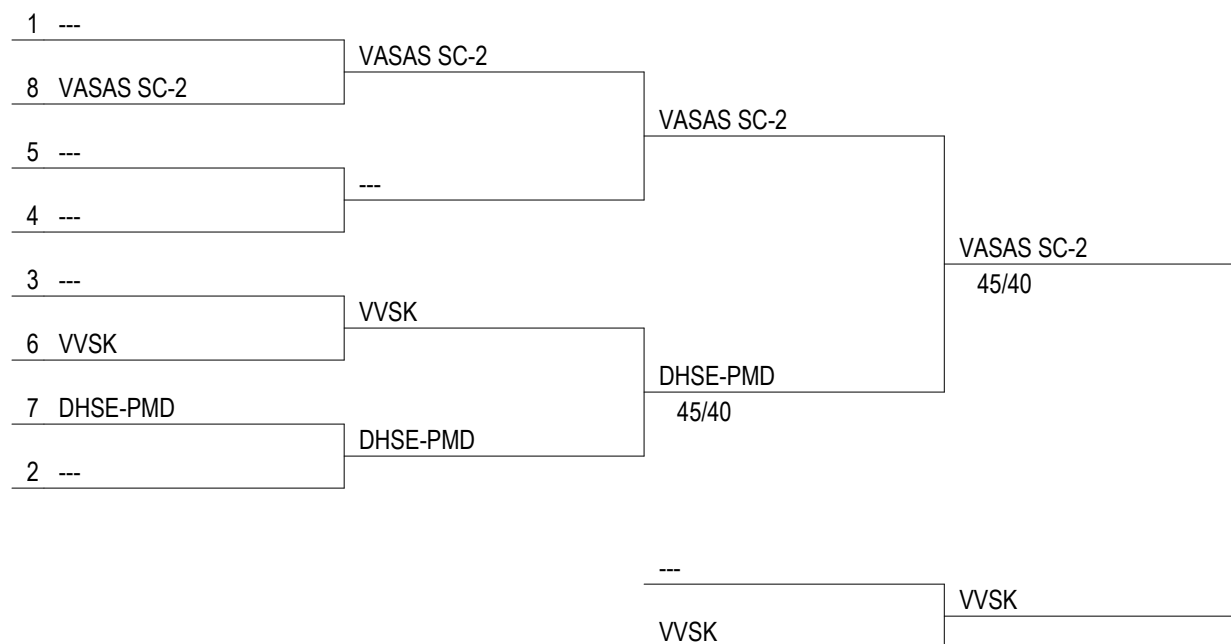 1 ---
VASAS SC-2
8 VASAS SC-2
VASAS SC-2
5 ---
---
4 ---
VASAS SC-2
45/40
3 ---
VVSK
6 VVSK
DHSE-PMD
45/40
7 DHSE-PMD
DHSE-PMD
2 ---
---
VVSK
VVSK